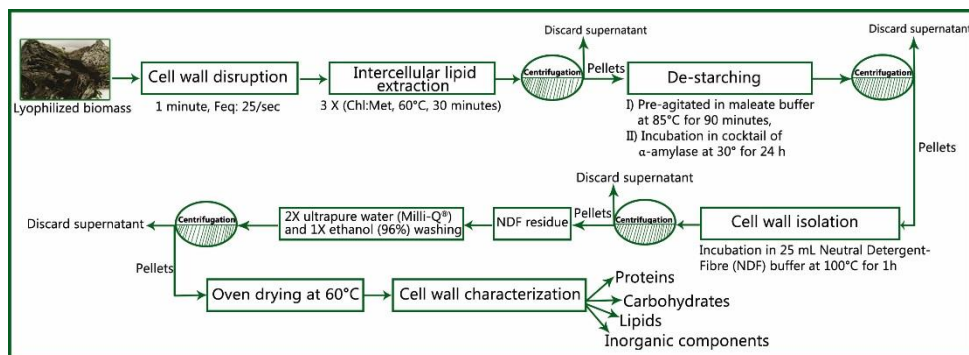 Discard supernatant
Discard supernatant
Lyophilized biomass
Cell wall disruption
1 minute, Feq: 25/sec
Intercellular lipid
extraction
3 X (Chl:Met, 60°C, 30 minutes)
Centrifugation
Pellets
De-starching
I) Pre-agitated in maleate buffer
at 85°C for 90 minutes,
II) Incubation in cocktail of
α-amylase at 30° for 24 h
Centrifugation
Pellets
Cell wall isolation
Incubation in 25 mL Neutral Detergent-
Fibre (NDF) buffer at 100°C for 1h
Discard supernatant
Centrifugation
Pellets
NDF residue
2X ultrapure water (Milli-Q®)
and 1X ethanol (96%) washing
Centrifugation
Discard supernatant
Pellets
Oven drying at 60°C
Cell wall characterization
Proteins
Carbohydrates
Lipids
Inorganic components